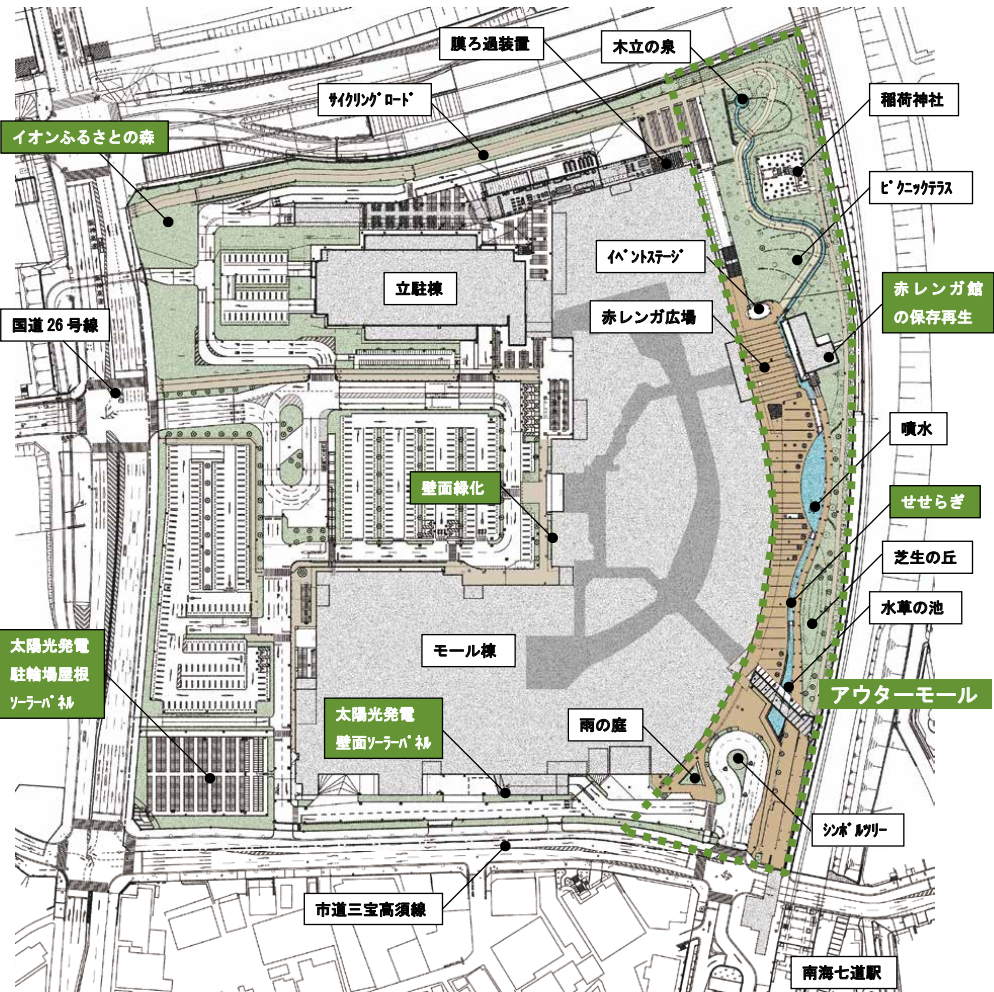 膜ろ過装置
木立の泉
サイクリングロード
稲荷神社
イオンふるさとの森
ピクニックテラス
イベントステージ
立駐棟
赤レンガ館
の保存再生
国道26号線
赤レンガ広場
噴水
壁面緑化
せせらぎ
芝生の丘
水草の池
太陽光発電
駐輪場屋根
ソーラーパネル
モール棟
アウターモール
太陽光発電
壁面ソーラーパネル
雨の庭
シンボルツリー
市道三宝高須線
南海七道駅